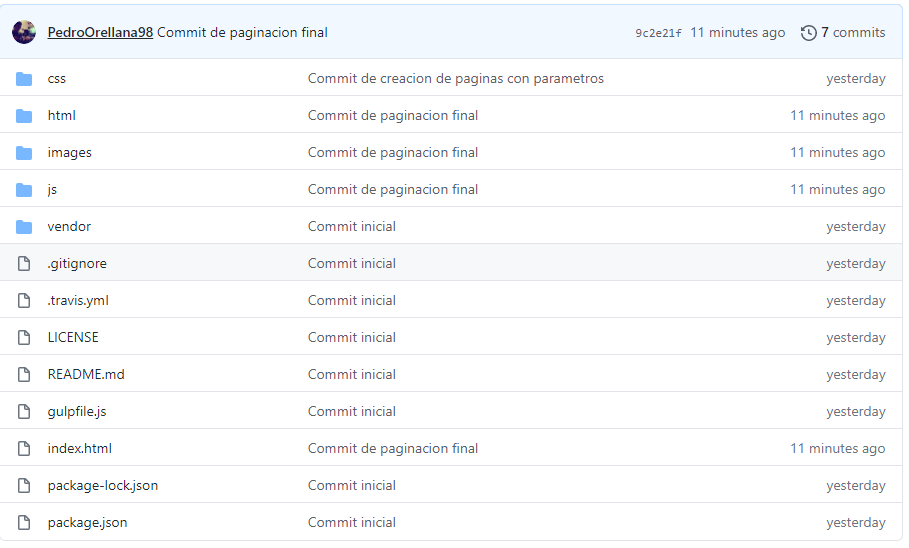 PedroOrellana98 Commit de paginacion final 9c2e21f 11 minutes ago 7 commits
css Commit de creacion de paginas con parametros yesterday
html Commit de paginacion final 11 minutes ago
images Commit de paginacion final 11 minutes ago
js Commit de paginacion final 11 minutes ago
vendor Commit inicial yesterday
.gitignore Commit inicial yesterday
.travis.yml Commit inicial yesterday
LICENSE Commit inicial yesterday
README.md Commit inicial yesterday
gulpfile.js Commit inicial yesterday
index.html Commit de paginacion final 11 minutes ago
package-lock.json Commit inicial yesterday
package.json Commit inicial yesterday